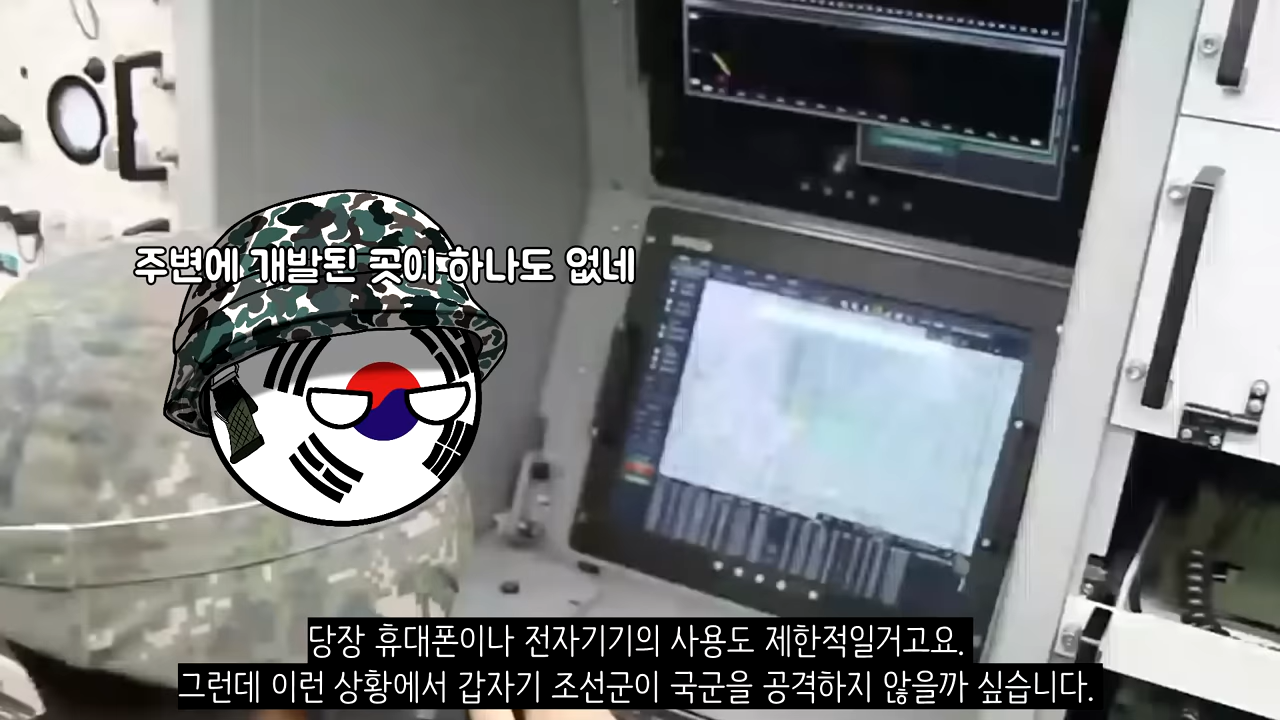 주변에 개발된 곳이 하나도 없네
당장 휴대폰이나 전자기기의 사용도 제한적일거고요.
그런데 이런 상황에서 갑자기 조선군이 국군을 공격하지 않을까 싶습니다.